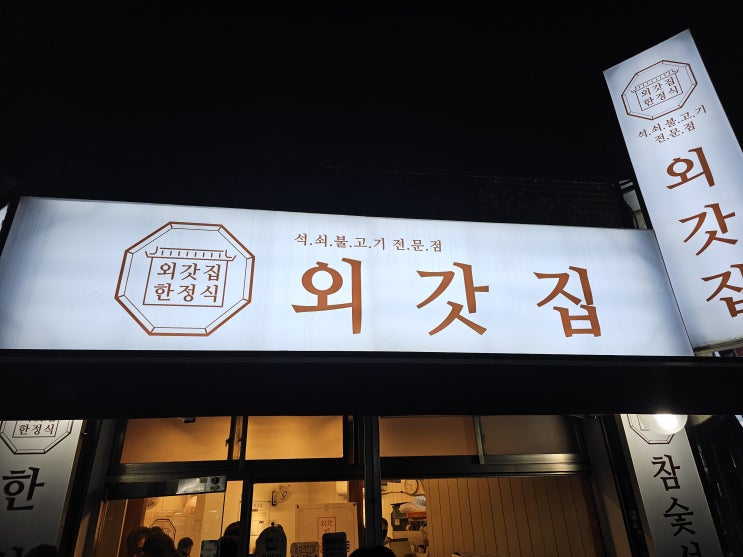 외갓집
한정식
석.쇠.불.고.기 전.문.점
외갓집
외갓집
한정식
석.쇠.불.고.기
전.문.점
외갓집
한정식
한
참숯